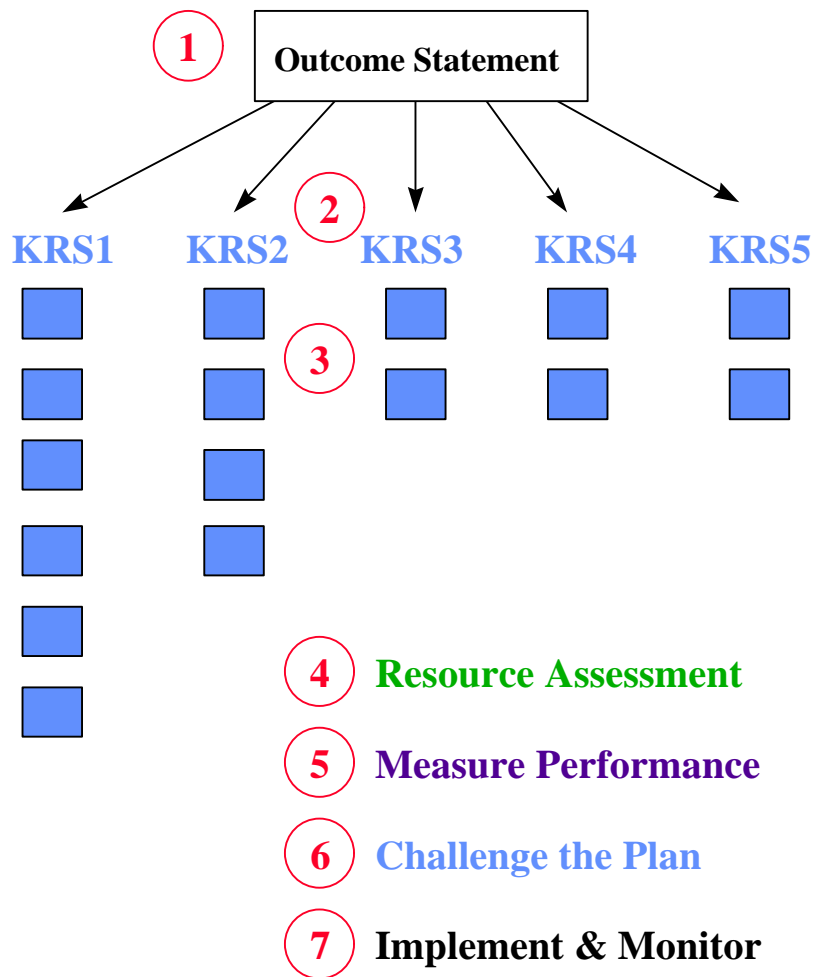 1
Outcome Statement
2
KRS1 KRS2 KRS3 KRS4 KRS5
3
4 Resource Assessment
5 Measure Performance
6 Challenge the Plan
7 Implement & Monitor